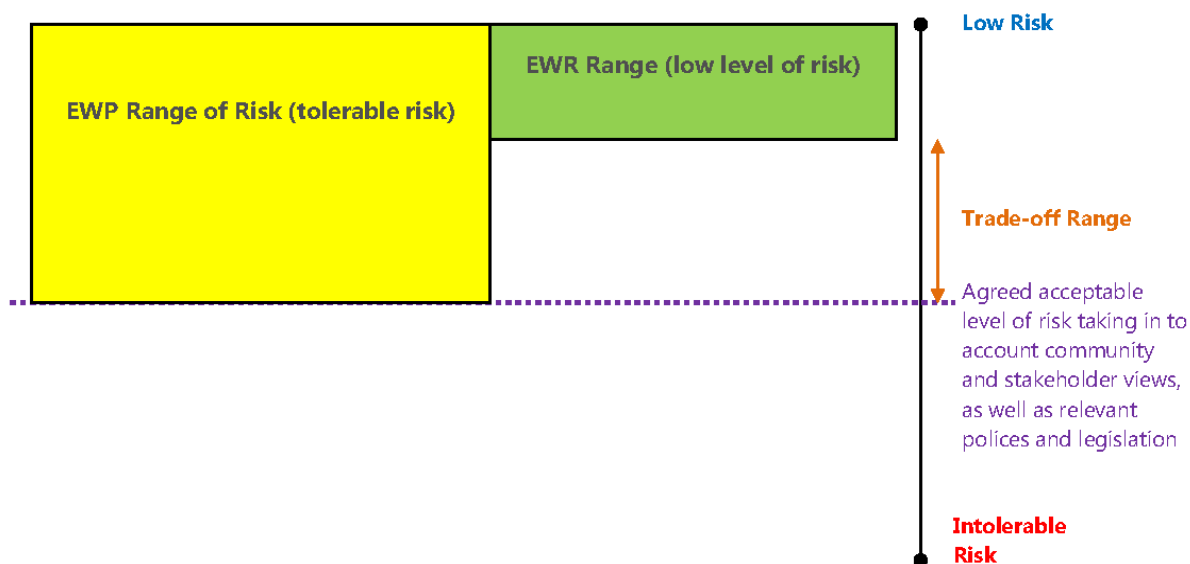 Low Risk
EWR Range (low level of risk)
EWP Range of Risk (tolerable risk)
Trade-off Range
Agreed acceptable
level of risk taking in to
account community
and stakeholder views,
as well as relevant
polices and legislation
Intolerable
Risk